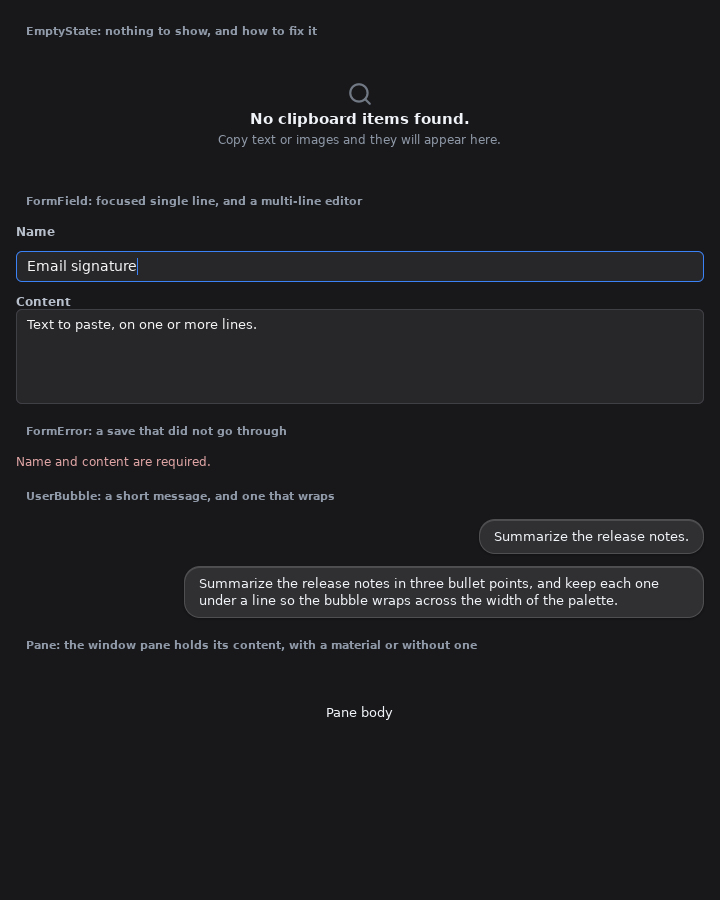 EmptyState: nothing to show, and how to fix it
No clipboard items found.
Copy text or images and they will appear here.
FormField: focused single line, and a multi-line editor
Name
Email signature
Content
Text to paste, on one or more lines.
FormError: a save that did not go through
Name and content are required.
UserBubble: a short message, and one that wraps
Summarize the release notes.
Summarize the release notes in three bullet points, and keep each one
under a line so the bubble wraps across the width of the palette.
Pane: the window pane holds its content, with a material or without one
Pane body